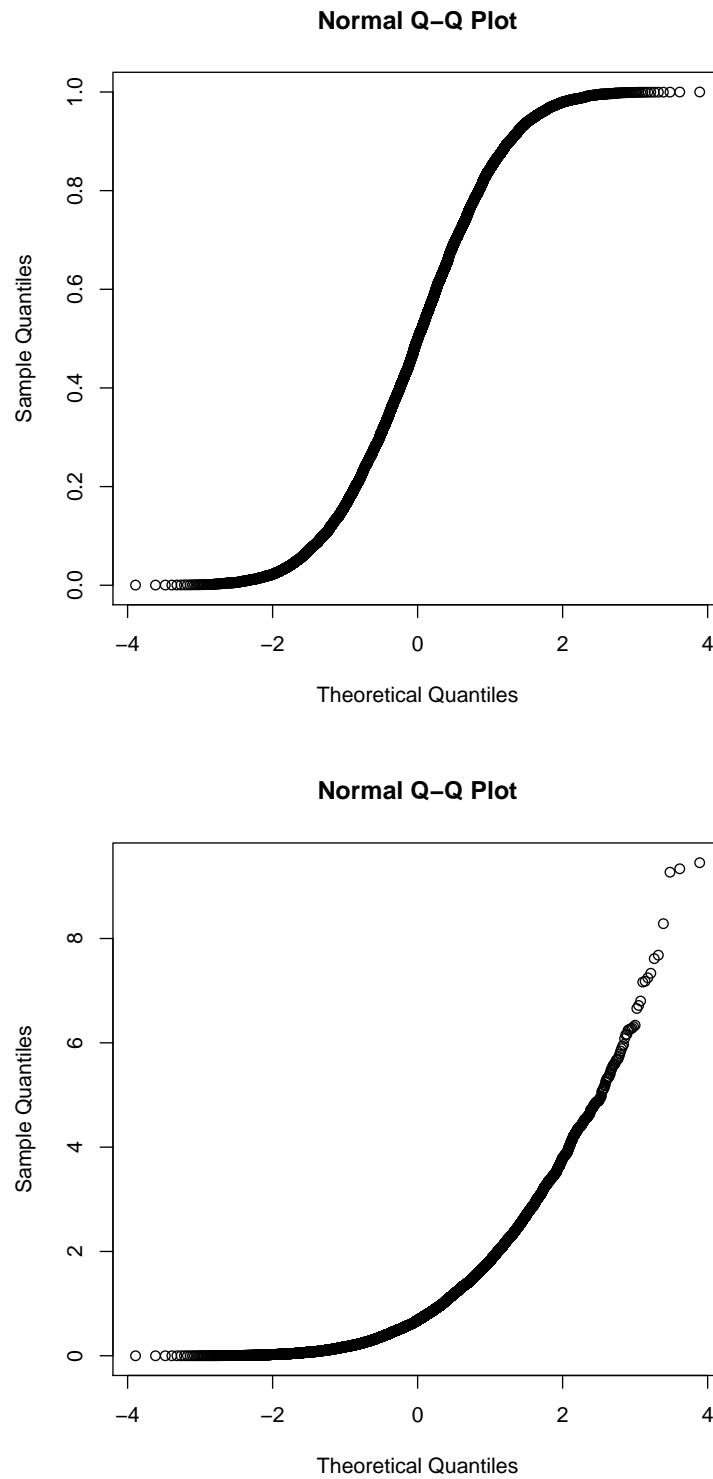 Normal Q−Q Plot
1.0
0.8
0.6
0.4
0.2
0.0
Sample Quantiles
−4 −2 0 2 4
Theoretical Quantiles
Normal Q−Q Plot
8
6
4
2
0
Sample Quantiles
−4 −2 0 2 4
Theoretical Quantiles